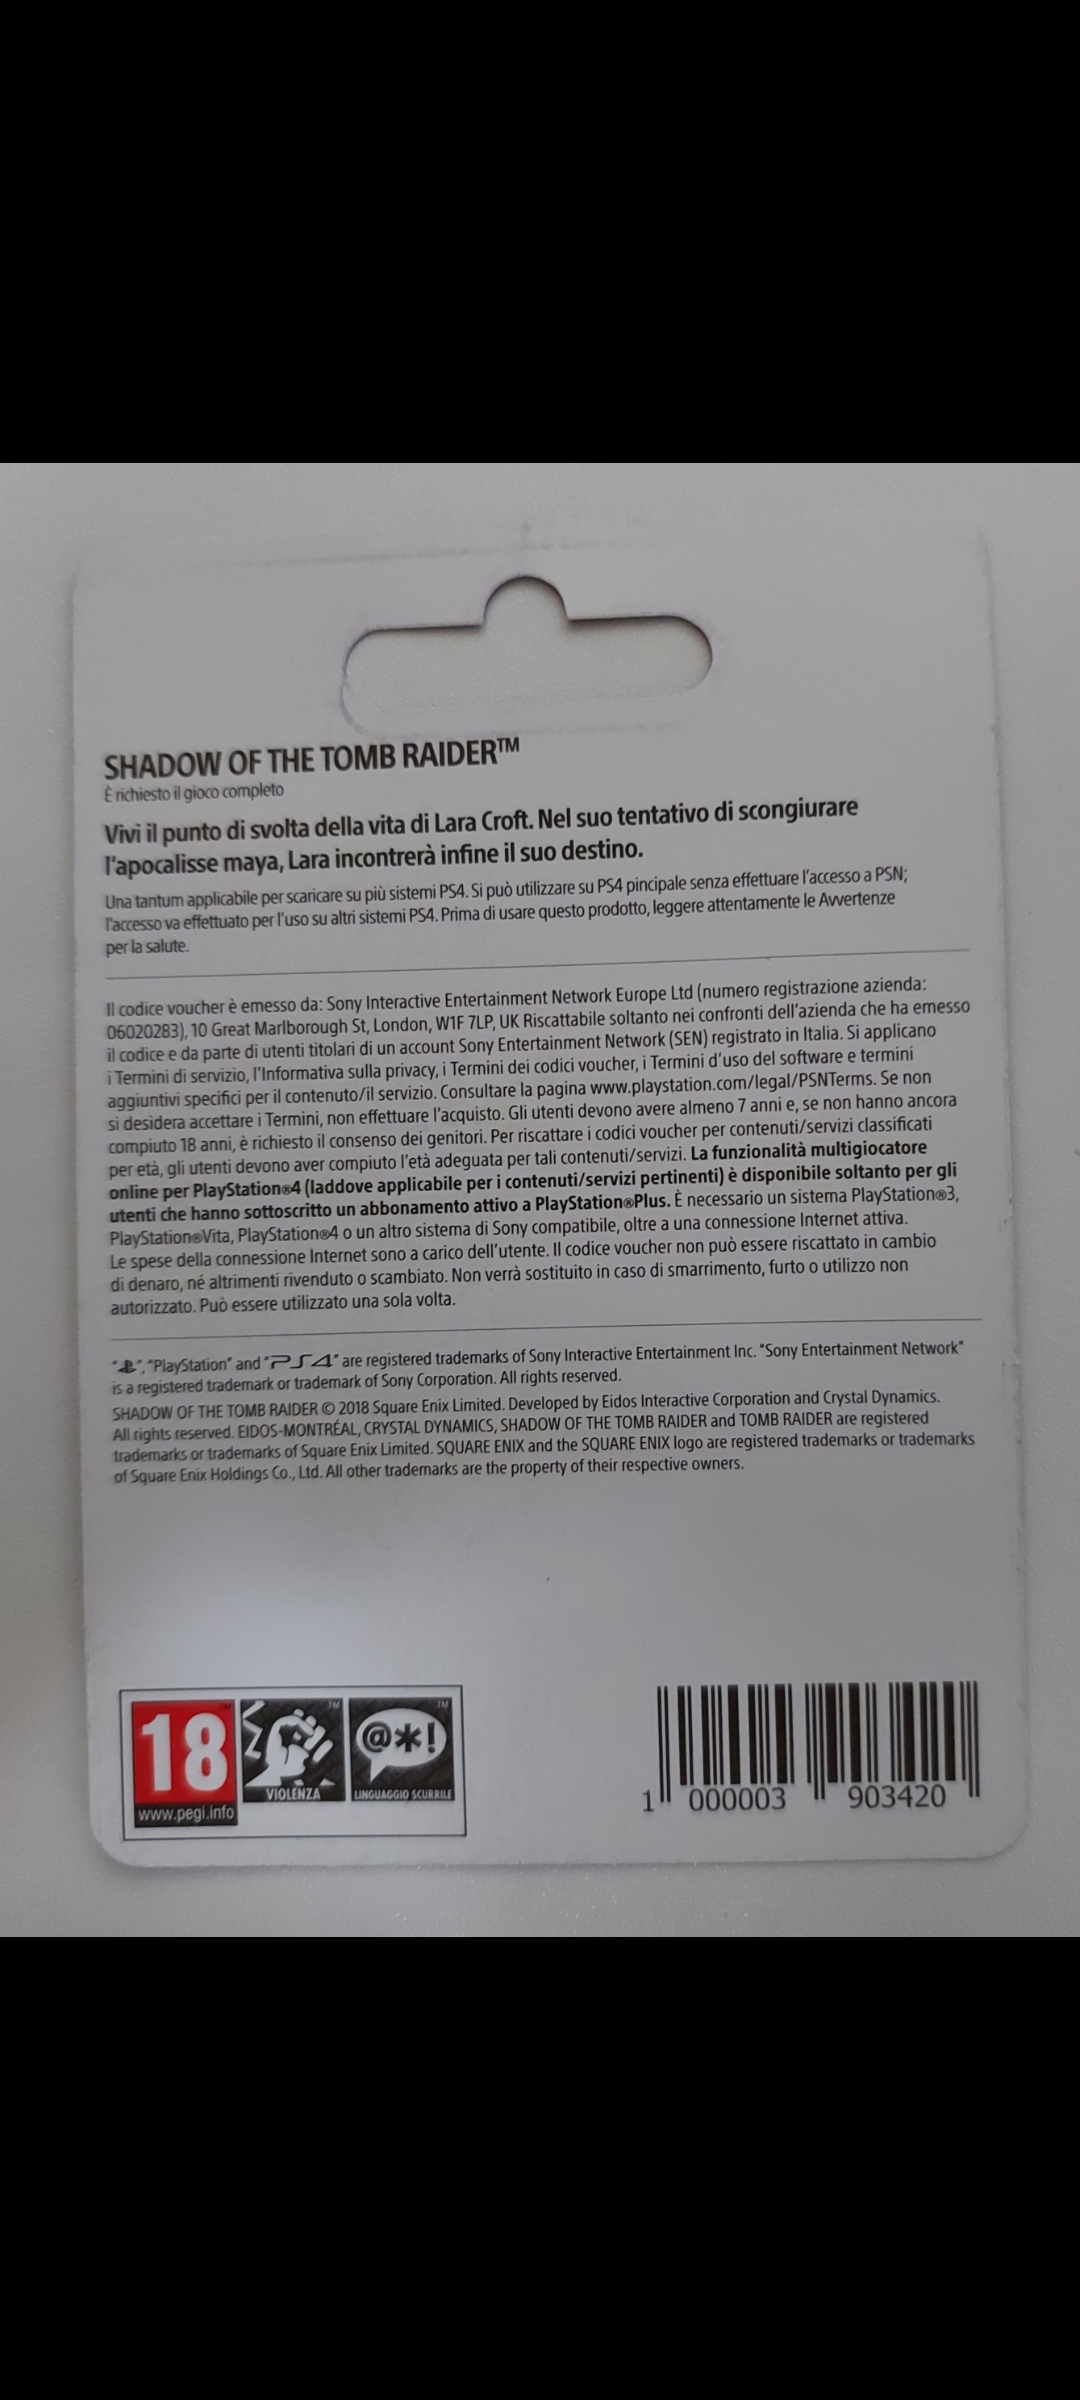 SHADOW OF THE TOMB RAIDER™
È richiesto il gioco completo
Vivi il punto di svolta della vita di Lara Croft. Nel suo tentativo di scongiurare
l'apocalisse maya, Lara incontrerà infine il suo destino.
Una tantum applicabile per scaricare su più sistemi PS4. Si può utilizzare su PS4 pincipale senza effettuare l'accesso a PSN;
l'accesso va effettuato per l'uso su altri sistemi PS4. Prima di usare questo prodotto, leggere attentamente le Avvertenze
per la salute.
Il codice voucher è emesso da: Sony Interactive Entertainment Network Europe Ltd (numero registrazione azienda:
06020283), 10 Great Marlborough St, London, W1F 7LP, UK Riscattabile soltanto nei confronti dell'azienda che ha emesso
il codice e da parte di utenti titolari di un account Sony Entertainment Network (SEN) registrato in Italia. Si applicano
i Termini di servizio, l'Informativa sulla privacy, i Termini dei codici voucher, i Termini d'uso del software e termini
aggiuntivi specifici per il contenuto/il servizio. Consultare la pagina www.playstation.com/legal/PSNTerms. Se non
si desidera accettare i Termini, non effettuare l'acquisto. Gli utenti devono avere almeno 7 anni e, se non hanno ancora
compiuto 18 anni, è richiesto il consenso dei genitori. Per riscattare i codici voucher per contenuti/servizi classificati
per età, gli utenti devono aver compiuto l'età adeguata per tali contenuti/servizi. La funzionalità multigiocatore
online per PlayStation®4 (laddove applicabile per i contenuti/servizi pertinenti) è disponibile soltanto per gli
utenti che hanno sottoscritto un abbonamento attivo a PlayStation®Plus. È necessario un sistema PlayStation®3,
PlayStation®Vita, PlayStation®4 o un altro sistema di Sony compatibile, oltre a una connessione Internet attiva.
Le spese della connessione Internet sono a carico dell'utente. Il codice voucher non può essere riscattato in cambio
di denaro, né altrimenti rivenduto o scambiato. Non verrà sostituito in caso di smarrimento, furto o utilizzo non
autorizzato. Può essere utilizzato una sola volta.
"PS", "PlayStation" and "PS4" are registered trademarks of Sony Interactive Entertainment Inc. "Sony Entertainment Network"
is a registered trademark or trademark of Sony Corporation. All rights reserved.
SHADOW OF THE TOMB RAIDER © 2018 Square Enix Limited. Developed by Eidos Interactive Corporation and Crystal Dynamics.
All rights reserved. EIDOS-MONTRÉAL, CRYSTAL DYNAMICS, SHADOW OF THE TOMB RAIDER and TOMB RAIDER are registered
trademarks or trademarks of Square Enix Limited. SQUARE ENIX and the SQUARE ENIX logo are registered trademarks or trademarks
of Square Enix Holdings Co., Ltd. All other trademarks are the property of their respective owners.
18
www.pegi.info
VIOLENZA
@*!
LINGUAGGIO SCURRILE
1 000003 903420